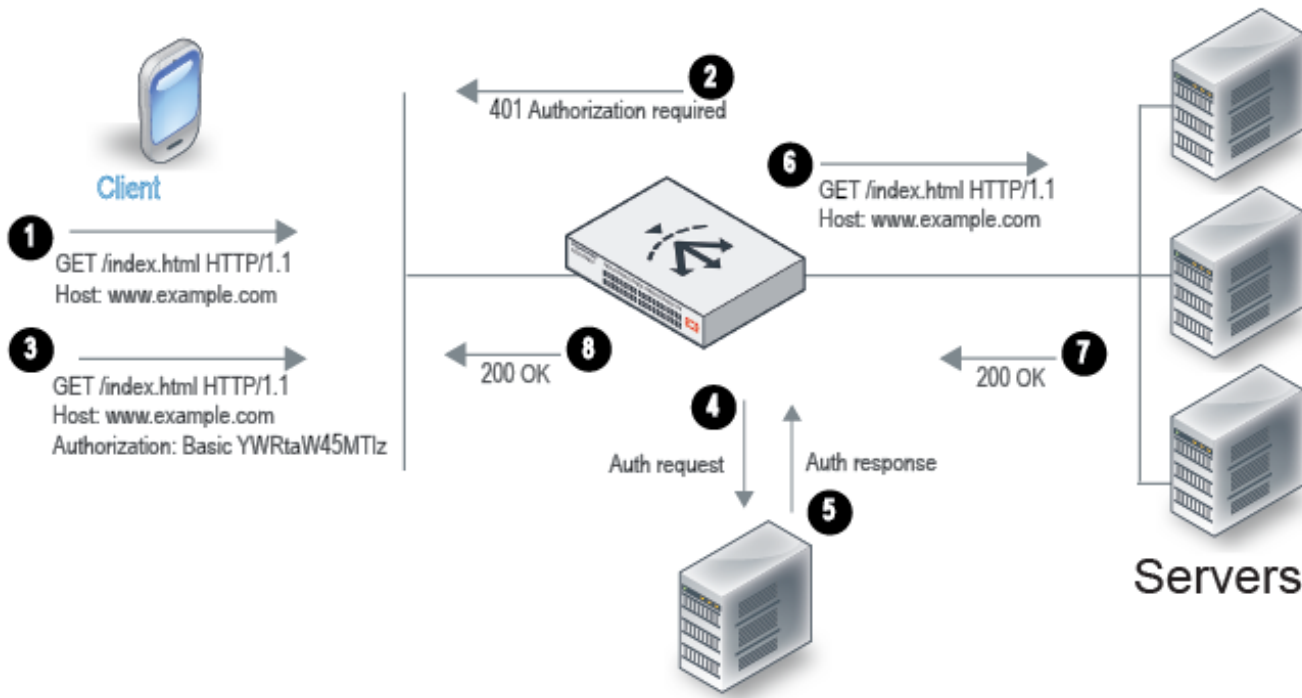 2
401 Authorization required
6
GET /index.html HTTP/1.1
Host: www.example.com
Client
1
GET /index.html HTTP/1.1
Host: www.example.com
3
GET /index.html HTTP/1.1
Host: www.example.com
Authorization: Basic YWRtaW45MTIz
8
200 OK
7
200 OK
4
Auth request
Auth response
5
Servers